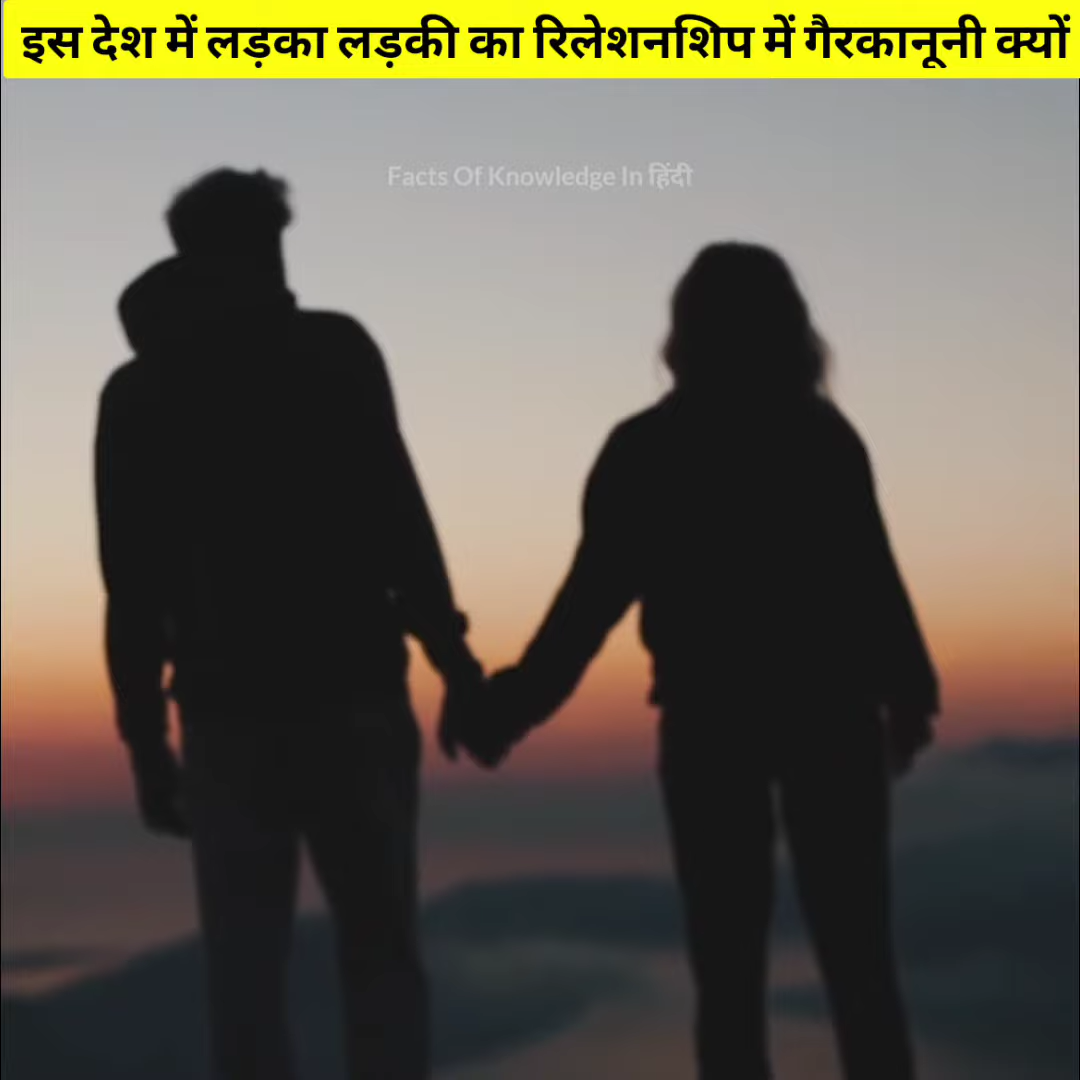 इस देश में लड़का लड़की का रिलेशनशिप में गैरकानूनी क्यों
Facts Of Knowledge In हिंदी